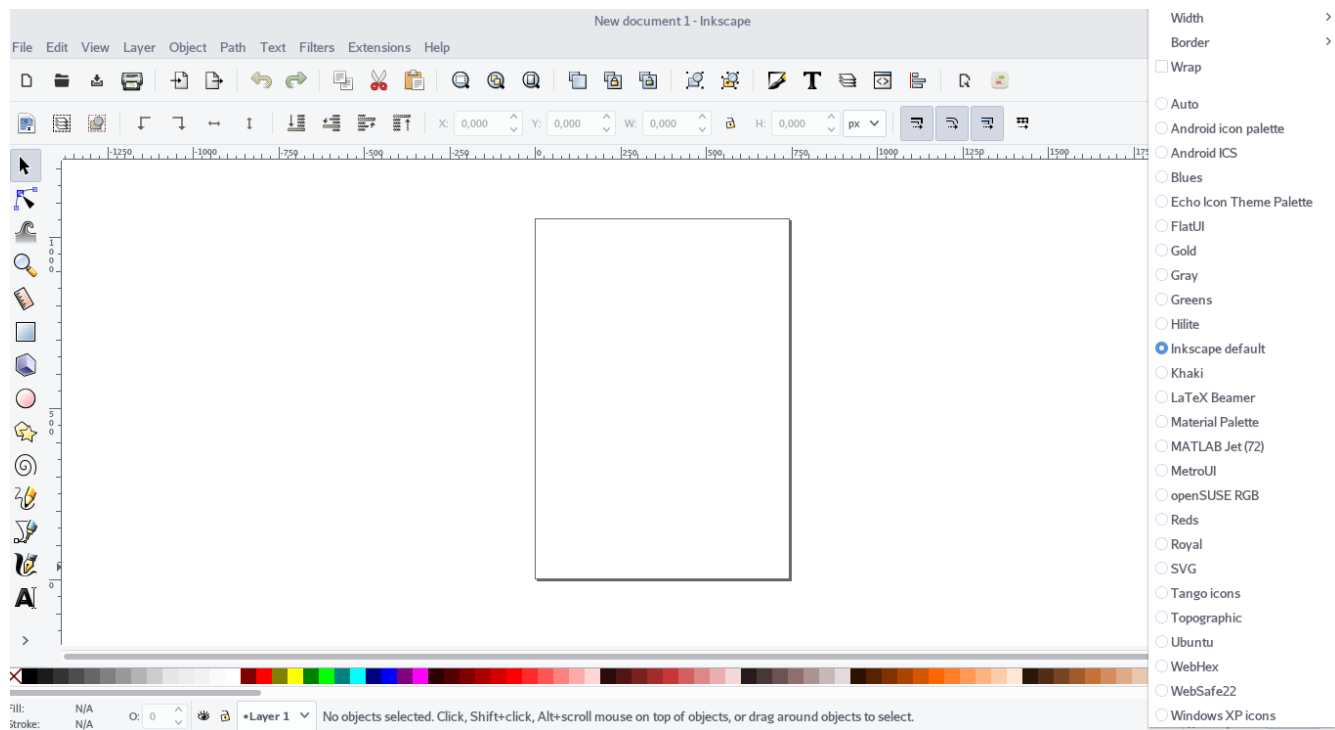 New document 1 - Inkscape
File Edit View Layer Object Path Text Filters Extensions Help
X: 0,000 Y: 0,000 W: 0,000 H: 0,000 px
-1250 -1000 -750 -500 -250 0 250 500 750 1000 1250 1500 175
1000
500
0
Fill: N/A
Stroke: N/A
O: 0
•Layer 1
No objects selected. Click, Shift+click, Alt+scroll mouse on top of objects, or drag around objects to select.
Width
Border
Wrap
Auto
Android icon palette
Android ICS
Blues
Echo Icon Theme Palette
FlatUI
Gold
Gray
Greens
Hilite
Inkscape default
Khaki
LaTeX Beamer
Material Palette
MATLAB Jet (72)
MetroUI
openSUSE RGB
Reds
Royal
SVG
Tango icons
Topographic
Ubuntu
WebHex
WebSafe22
Windows XP icons